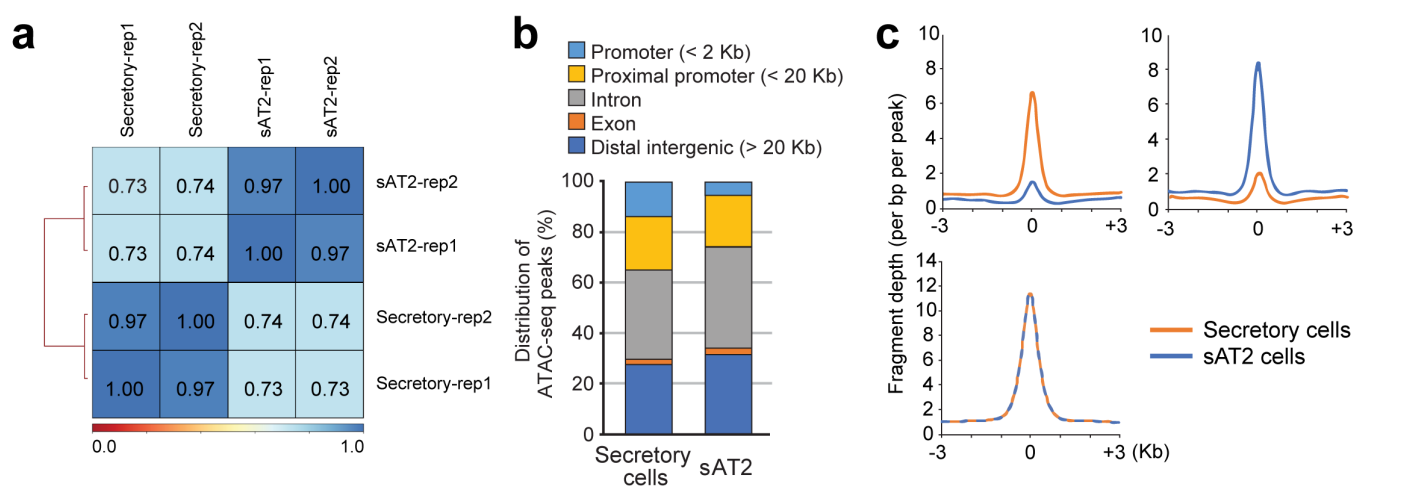 a
Secretory-rep1
Secretory-rep2
sAT2-rep1
sAT2-rep2
0.73 0.74 0.97 1.00 sAT2-rep2
0.73 0.74 1.00 0.97 sAT2-rep1
0.97 1.00 0.74 0.74 Secretory-rep2
1.00 0.97 0.73 0.73 Secretory-rep1
0.0 1.0
b
Promoter (< 2 Kb)
Proximal promoter (< 20 Kb)
Intron
Exon
Distal intergenic (> 20 Kb)
Distribution of
ATAC-seq peaks (%)
100
80
60
40
20
0
Secretory
cells
sAT2
c
Fragment depth (per bp per peak)
10
8
6
4
2
0
-3 0 +3
10
8
6
4
2
0
-3 0 +3
14
12
10
8
6
4
2
0
-3 0 +3 (Kb)
Secretory cells
sAT2 cells